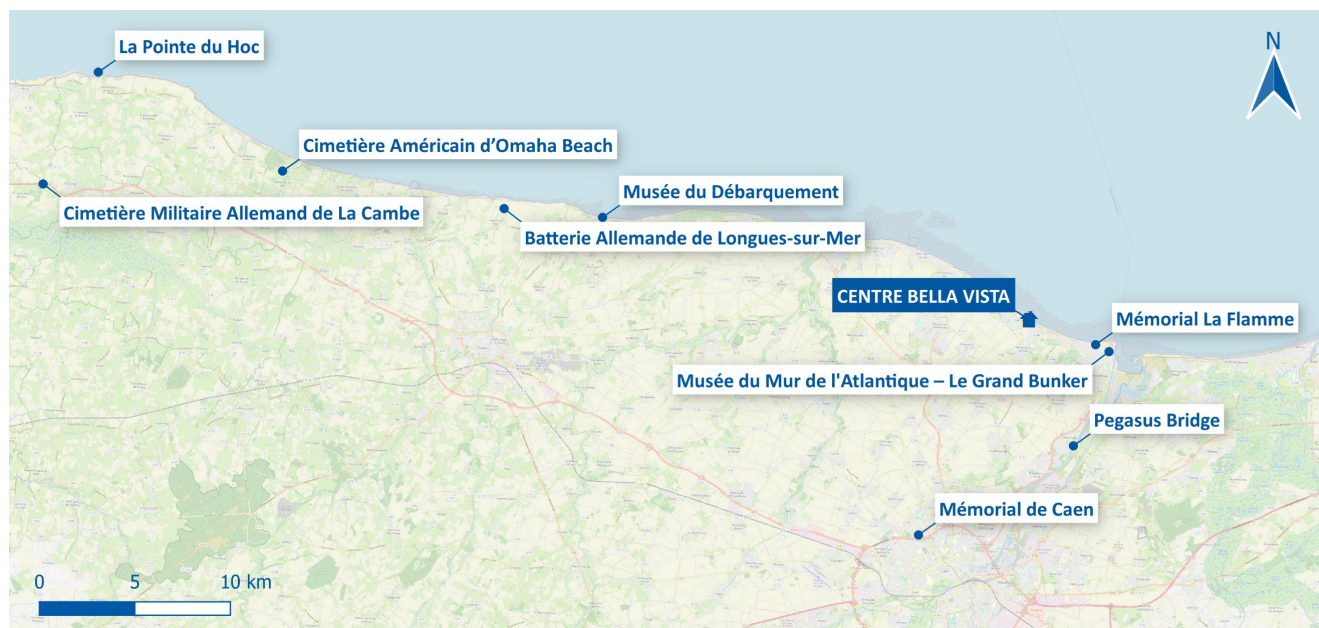 La Pointe du Hoc
N
Cimetière Américain d’Omaha Beach
Musée du Débarquement
Cimetière Militaire Allemand de La Cambe
Batterie Allemande de Longues-sur-Mer
CENTRE BELLA VISTA
Mémorial La Flamme
Musée du Mur de l'Atlantique – Le Grand Bunker
Pegasus Bridge
Mémorial de Caen
0 5 10 km